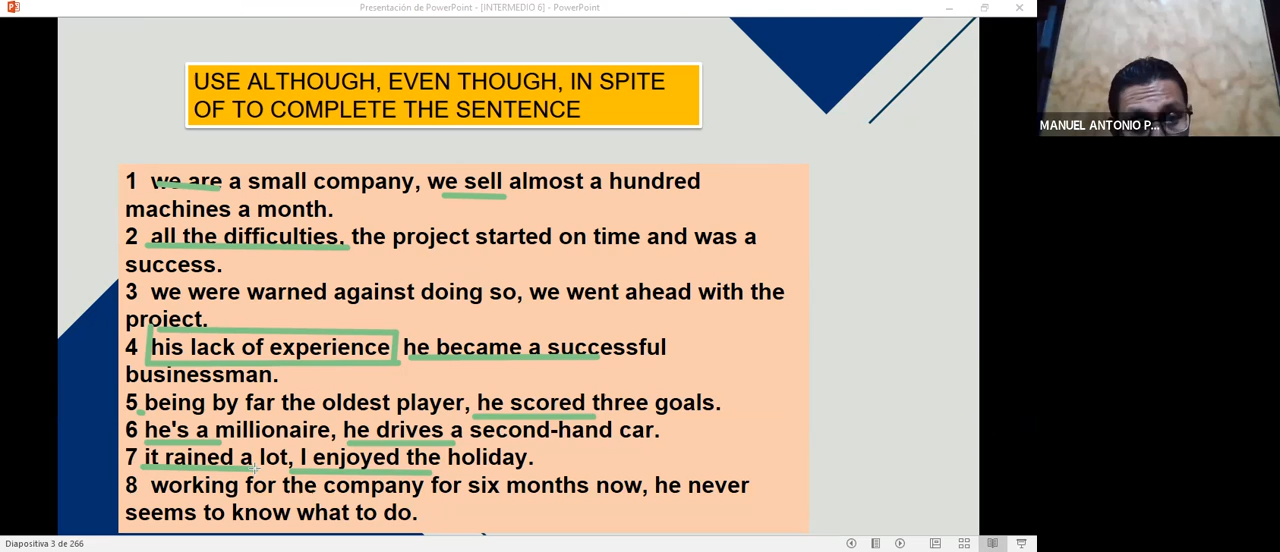 Presentación de PowerPoint - [INTERMEDIO 6] - PowerPoint
USE ALTHOUGH, EVEN THOUGH, IN SPITE
OF TO COMPLETE THE SENTENCE
MANUEL ANTONIO P...
1 we are a small company, we sell almost a hundred
machines a month.
2 all the difficulties. the project started on time and was a
success.
3 we were warned against doing so, we went ahead with the
project.
4 his lack of experience he became a successful
businessman.
5 being by far the oldest player, he scored three goals.
6 he's a millionaire, he drives a second-hand car.
7 it rained a lot, I enjoyed the holiday.
8 working for the company for six months now, he never
seems to know what to do.
Diapositiva 3 de 266